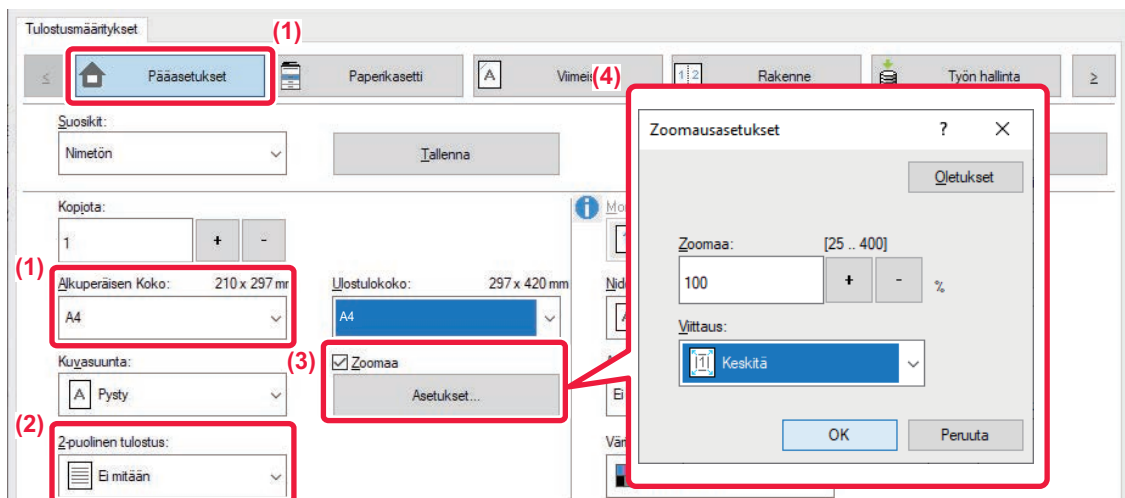 Tulostusmääritykset
(1)
≤
Pääasetukset
Paperikasetti
(4)
Rakenne
Työn hallinta
≥
Suosikit:
Nimetön
Tallenna
Kopiota:
1
+
-
(1)
Alkuperäisen Koko:
210 x 297 mm
A4
Ulostulokoko:
297 x 420 mm
A4
Kuvasuunta:
Pysty
(3)
Zoomaa
Asetukset...
(2)
2-puolinen tulostus:
Ei mitään
Zoomausasetukset
?
Oletukset
Zoomaa:
[25 .. 400]
100
+
-
%
Viittaus:
Keskitä
OK
Peruuta